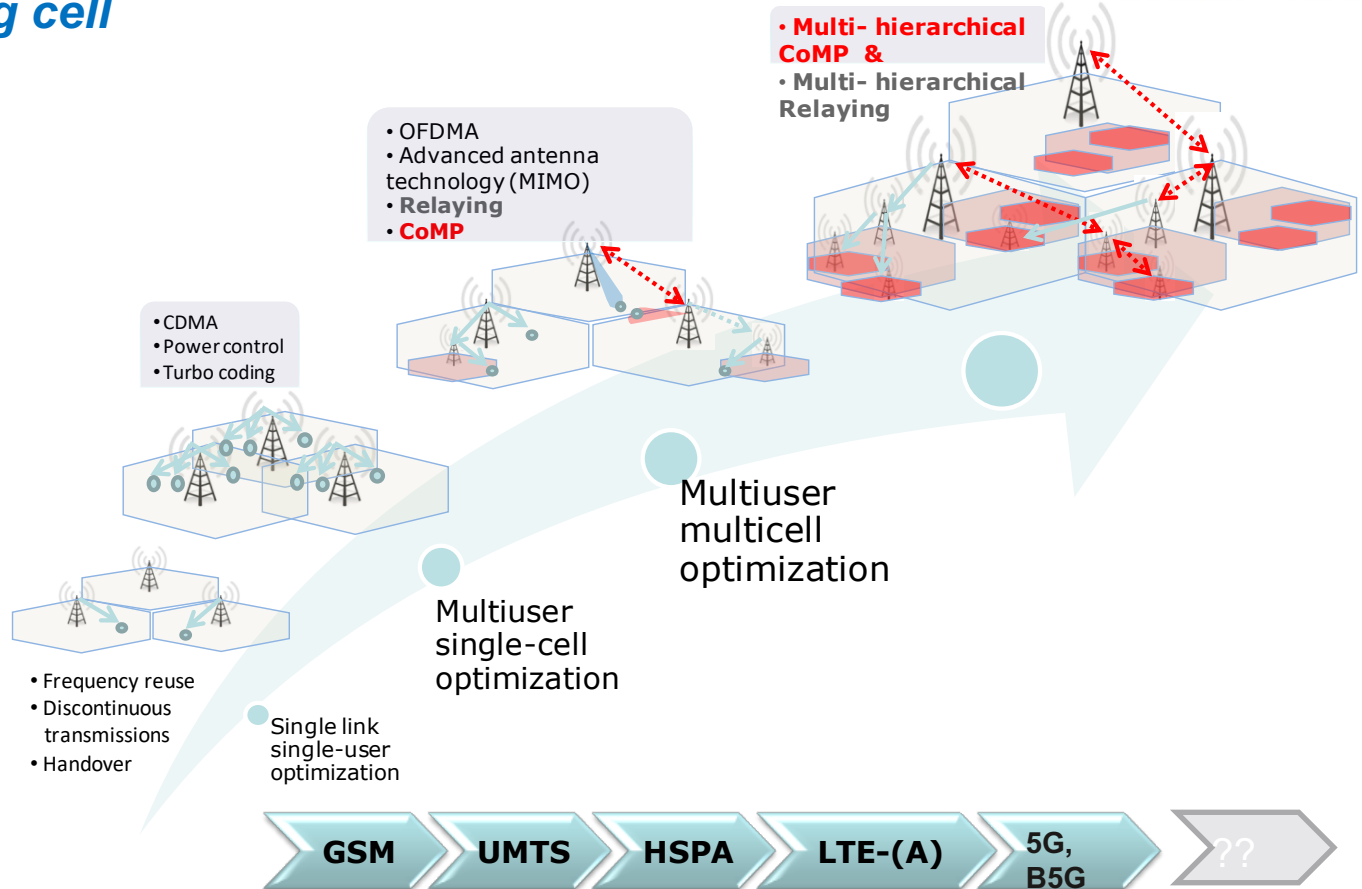 g cell
• Multi- hierarchical
CoMP &
• Multi- hierarchical
Relaying
• OFDMA
• Advanced antenna
technology (MIMO)
• Relaying
• CoMP
• CDMA
• Power control
• Turbo coding
Multiuser
multicell
optimization
Multiuser
single-cell
optimization
• Frequency reuse
• Discontinuous
transmissions
• Handover
Single link
single-user
optimization
GSM
UMTS
HSPA
LTE-(A)
5G,
B5G
??